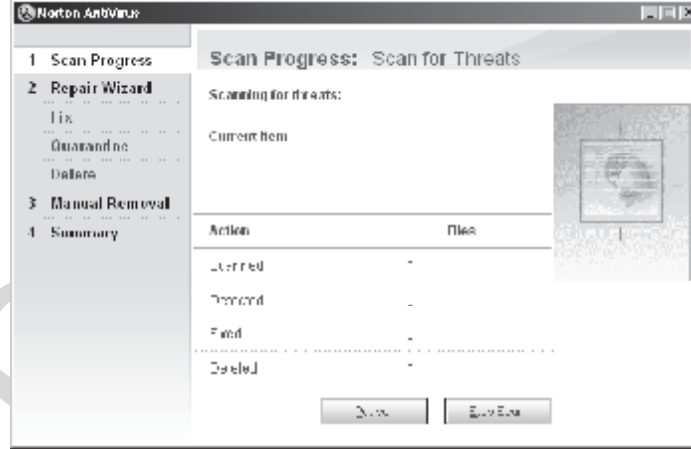 Norton AntiVirus
1 Scan Progress
2 Repair Wizard
Fix
Quarantine
Delete
3 Manual Removal
4 Summary
Scan Progress: Scan for Threats
Scanning for threats:
Current Item
Action Files
Scanned -
Detected -
Fixed -
Deleted -